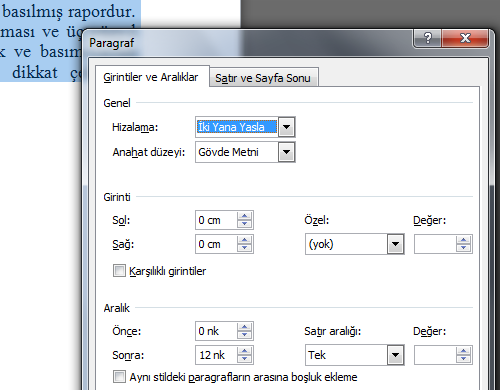 basılmış rapordur.
ması ve üç
k ve basım
dikkat çe
Paragraf
Girintiler ve Aralıklar
Satır ve Sayfa Sonu
Genel
Hizalama: İki Yana Yasla
Anahat düzeyi: Gövde Metni
Girinti
Sol: 0 cm Özel: Değer:
Sağ: 0 cm (yok)
Karşılıklı girintiler
Aralık
Önce: 0 nk Satır aralığı: Değer:
Sonra: 12 nk Tek
Aynı stildeki paragrafların arasına boşluk ekleme